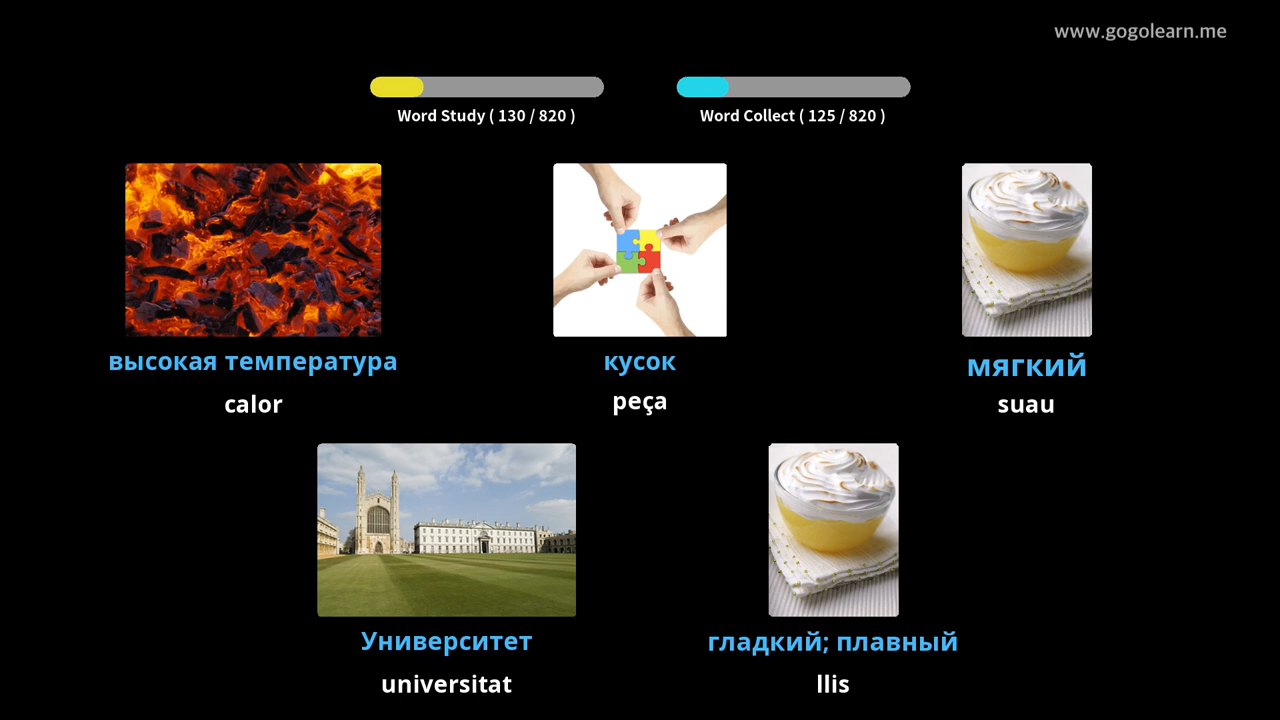 www.gogolearn.me
Word Study ( 130 / 820 )
Word Collect ( 125 / 820 )
высокая температура
calor
кусок
peça
мягкий
suau
Университет
universitat
гладкий; плавный
llis